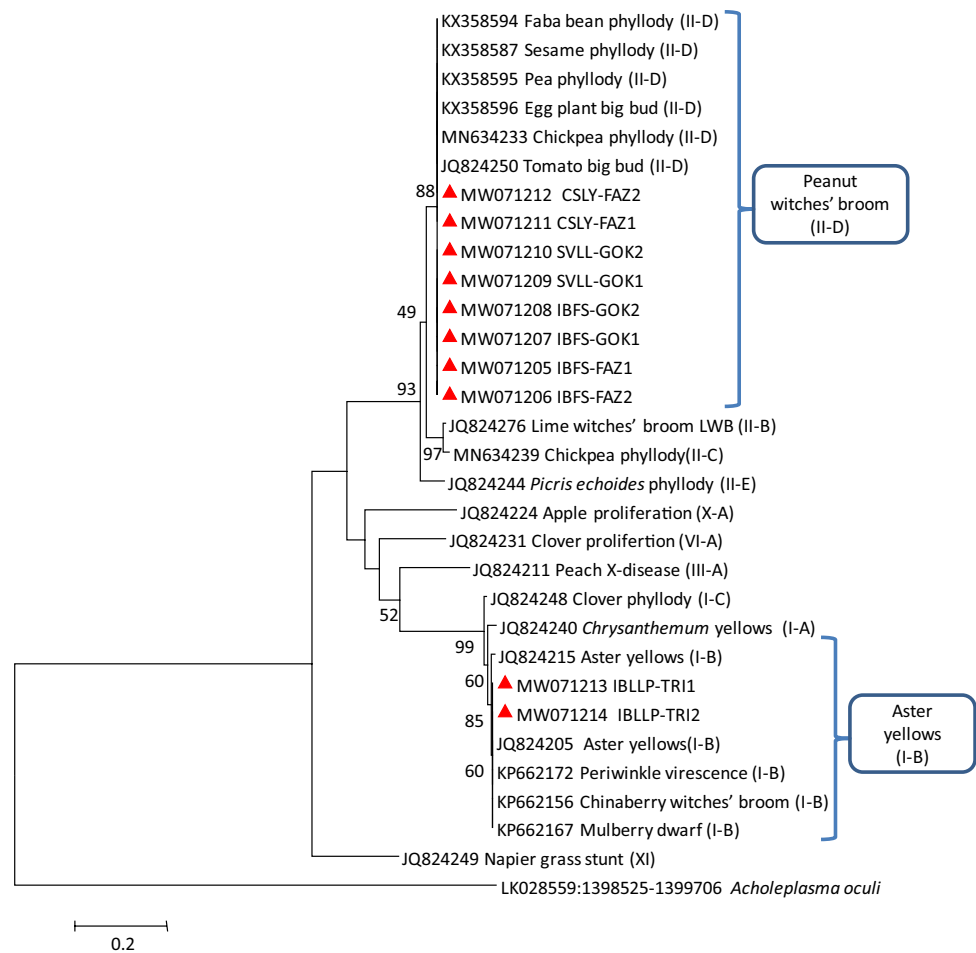 KX358594 Faba bean phyllody (II-D)
KX358587 Sesame phyllody (II-D)
KX358595 Pea phyllody (II-D)
KX358596 Egg plant big bud (II-D)
MN634233 Chickpea phyllody (II-D)
JQ824250 Tomato big bud (II-D)
88
MW071212 CSLY-FAZ2
MW071211 CSLY-FAZ1
MW071210 SVLL-GOK2
MW071209 SVLL-GOK1
49
MW071208 IBFS-GOK2
MW071207 IBFS-GOK1
MW071205 IBFS-FAZ1
93
MW071206 IBFS-FAZ2
Peanut
witches’ broom
(II-D)
JQ824276 Lime witches’ broom LWB (II-B)
97
MN634239 Chickpea phyllody(II-C)
JQ824244 Picris echoides phyllody (II-E)
JQ824224 Apple proliferation (X-A)
JQ824231 Clover prolifertion (VI-A)
JQ824211 Peach X-disease (III-A)
JQ824248 Clover phyllody (I-C)
52
JQ824240 Chrysanthemum yellows (I-A)
99
JQ824215 Aster yellows (I-B)
60
MW071213 IBLLP-TRI1
MW071214 IBLLP-TRI2
85
JQ824205 Aster yellows(I-B)
60
KP662172 Periwinkle virescence (I-B)
KP662156 Chinaberry witches’ broom (I-B)
KP662167 Mulberry dwarf (I-B)
Aster
yellows
(I-B)
JQ824249 Napier grass stunt (XI)
LK028559:1398525-1399706 Acholeplasma oculi
0.2